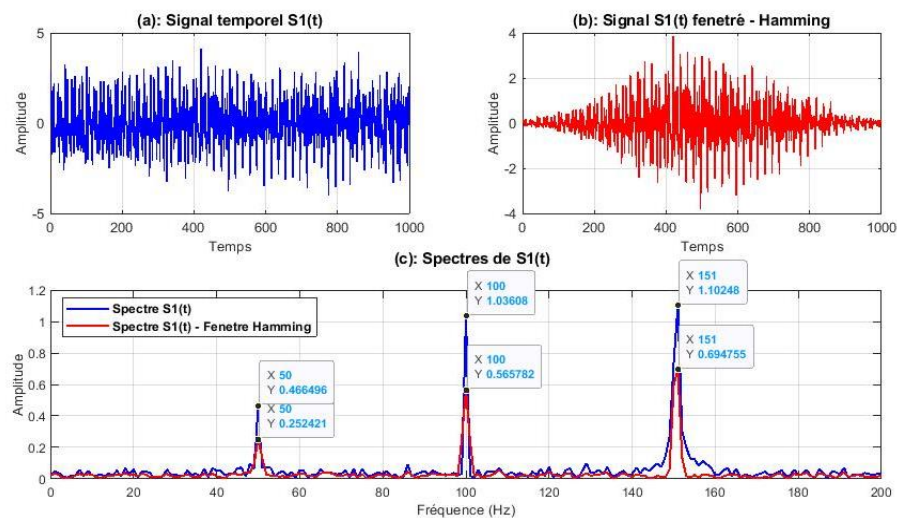 (a): Signal temporel S1(t)
5
0
-5
Amplitude
0 200 400 600 800 1000
Temps
(b): Signal S1(t) fenetré - Hamming
4
2
0
-2
-4
Amplitude
0 200 400 600 800 1000
Temps
(c): Spectres de S1(t)
1.2
1
0.8
0.6
0.4
0.2
0
Amplitude
Spectre S1(t)
Spectre S1(t) - Fenetre Hamming
X 50
Y 0.466496
X 50
Y 0.252421
X 100
Y 1.03608
X 100
Y 0.565782
X 151
Y 1.10248
X 151
Y 0.694755
0 20 40 60 80 100 120 140 160 180 200
Fréquence (Hz)